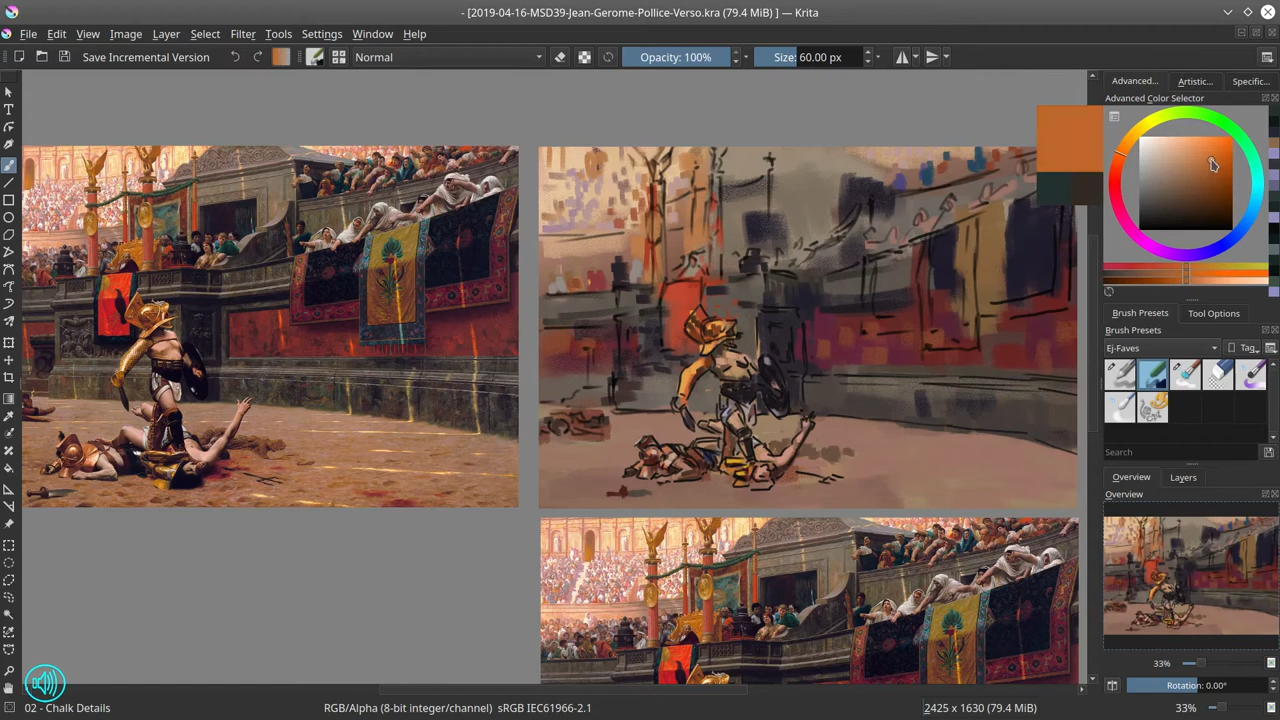 - [2019-04-16-MSD39-Jean-Gerome-Pollice-Verso.kra (79.4 MiB) ] — Krita
File Edit View Image Layer Select Filter Tools Settings Window Help
Save Incremental Version Normal Opacity: 100% Size: 60.00 px
Advanced... Artistic... Specific...
Advanced Color Selector
Brush Presets Tool Options
Brush Presets
Ej-Faves Tag
Search
Overview Layers
Overview
33%
Rotation: 0.00°
02 - Chalk Details RGB/Alpha (8-bit integer/channel) sRGB IEC61966-2.1 2425 x 1630 (79.4 MiB) 33%